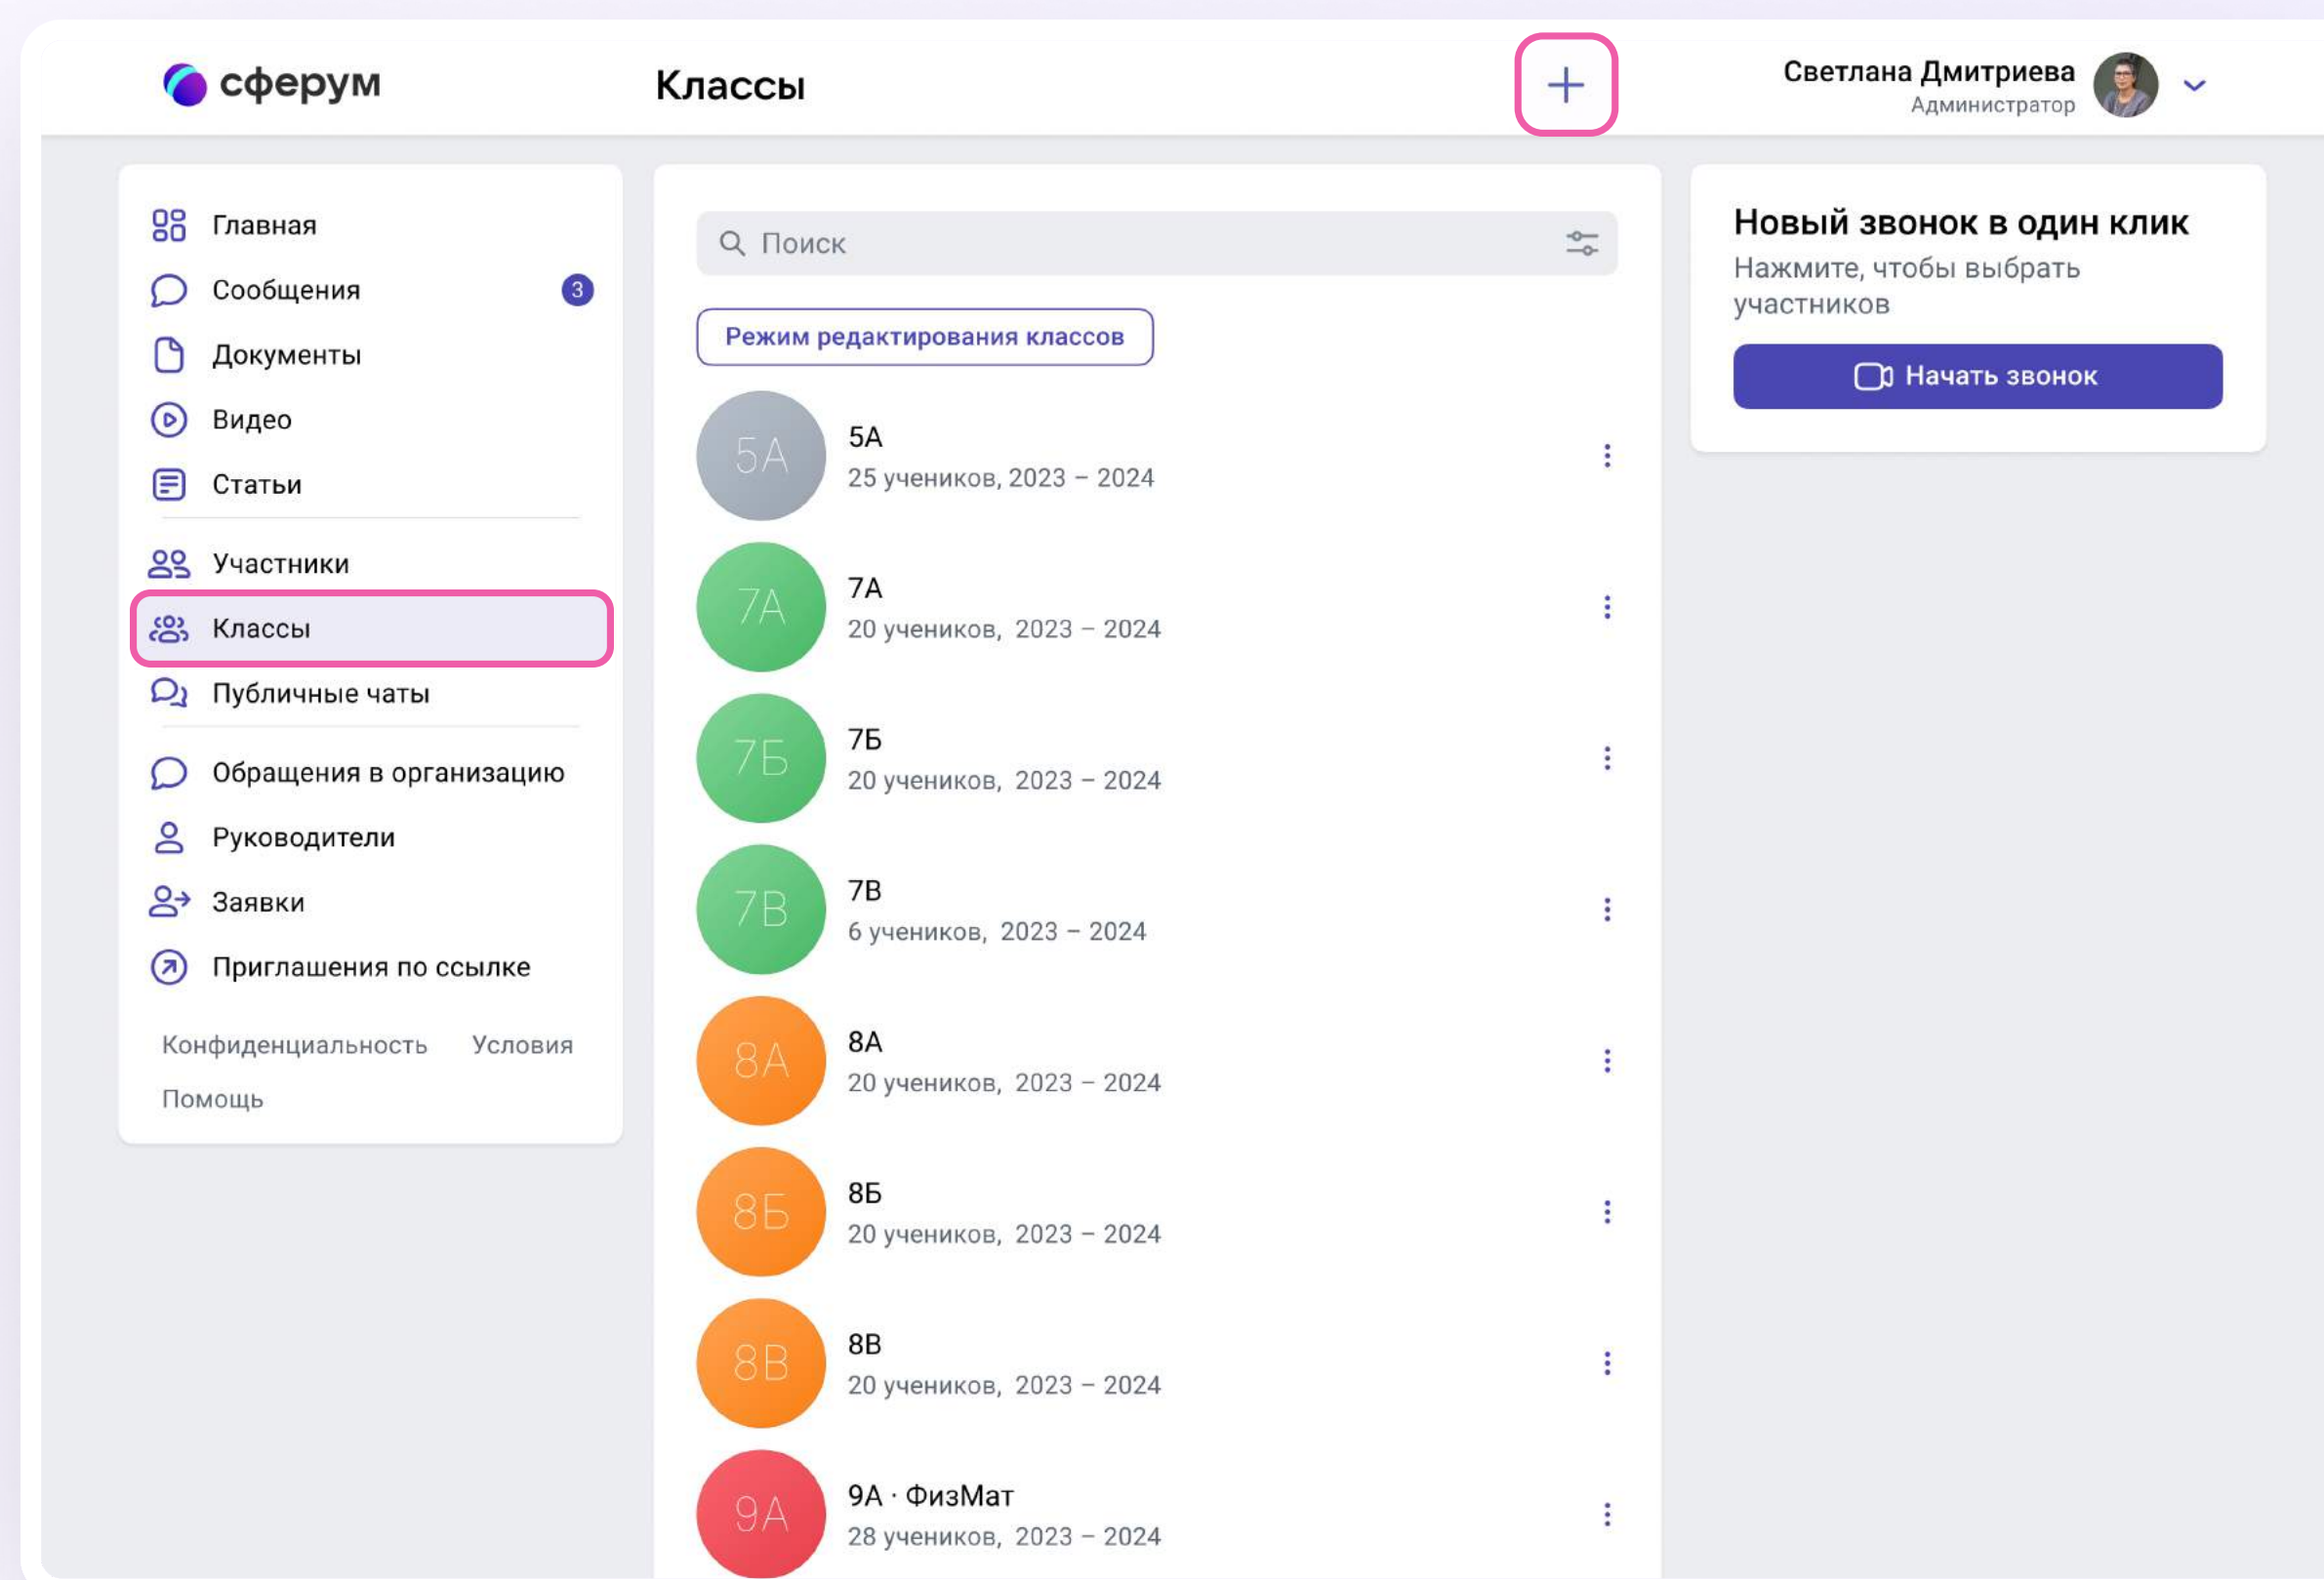 сферум
Классы
Светлана Дмитриева
Администратор
Главная
Сообщения 3
Документы
Видео
Статьи
Участники
Классы
Публичные чаты
Обращения в организацию
Руководители
Заявки
Приглашения по ссылке
Конфиденциальность Условия
Помощь
Поиск
Режим редактирования классов
5А
5А
25 учеников, 2023 – 2024
7А
7А
20 учеников, 2023 – 2024
7Б
7Б
20 учеников, 2023 – 2024
7В
7В
6 учеников, 2023 – 2024
8А
8А
20 учеников, 2023 – 2024
8Б
8Б
20 учеников, 2023 – 2024
8В
8В
20 учеников, 2023 – 2024
9А
9А · ФизМат
28 учеников, 2023 – 2024
Новый звонок в один клик
Нажмите, чтобы выбрать
участников
Начать звонок